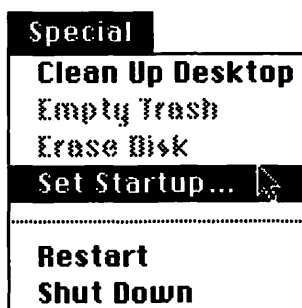 Special
Clean Up Desktop
Empty Trash
Erase Disk
Set Startup...
Restart
Shut Down